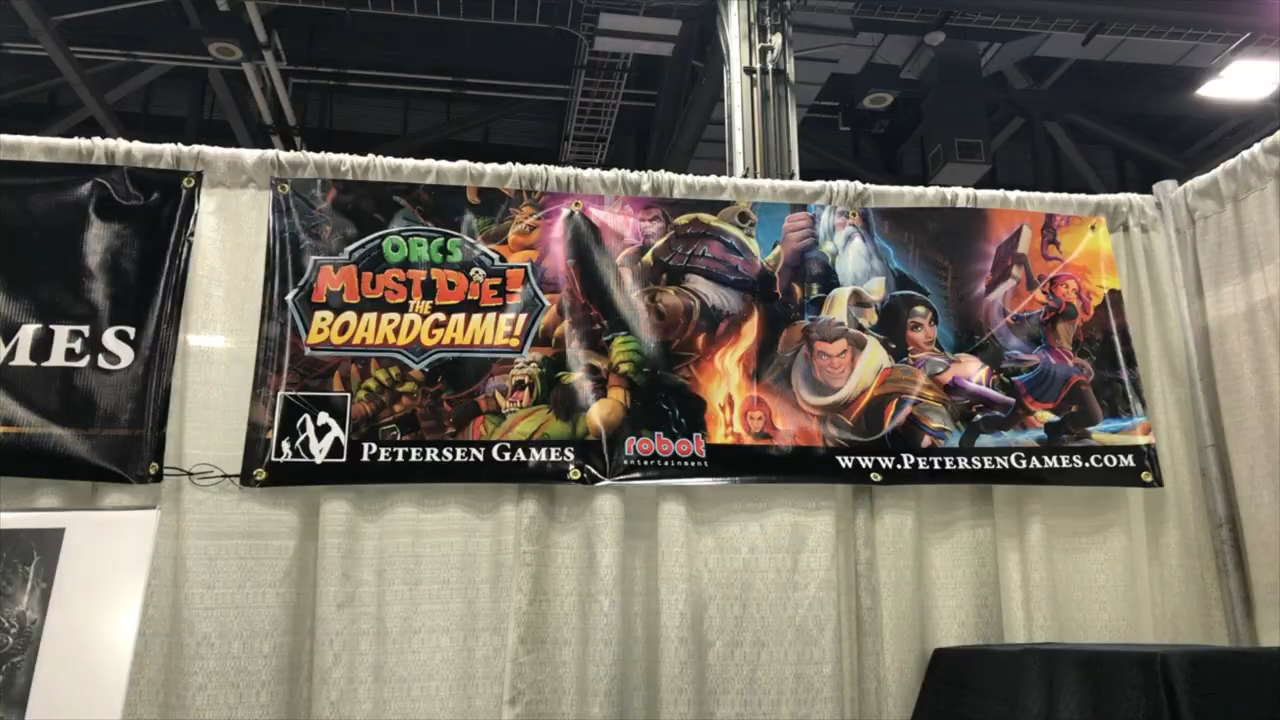 MES
ORCS
MUST DIE!
THE
BOARDGAME!
PETERSEN GAMES
robot
entertainment
WWW.PETERSENGAMES.COM